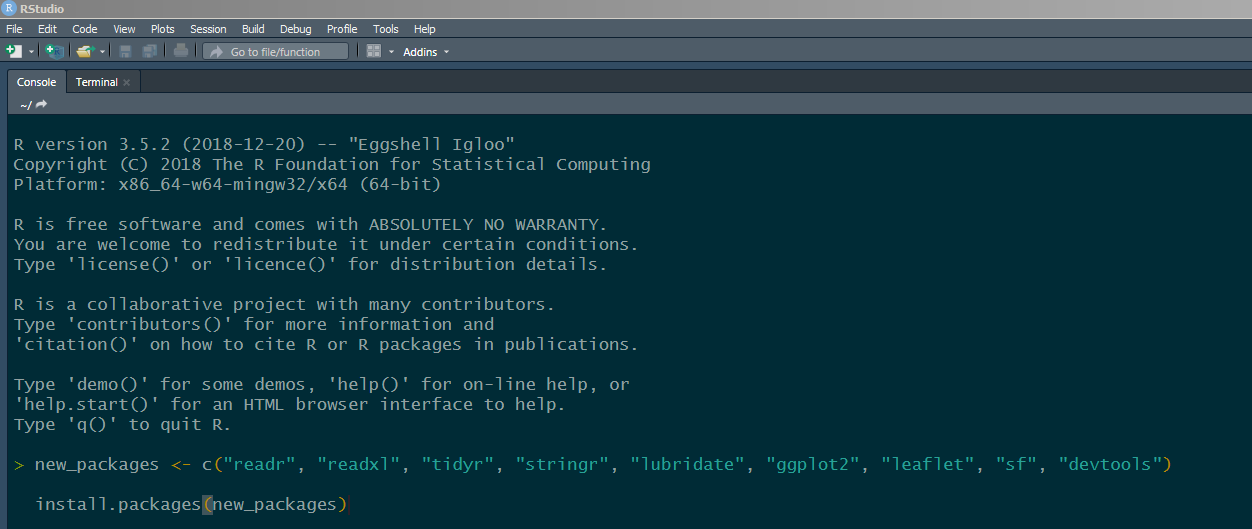 RStudio
File Edit Code View Plots Session Build Debug Profile Tools Help
Go to file/function Addins
Console Terminal
~/
R version 3.5.2 (2018-12-20) -- "Eggshell Igloo"
Copyright (C) 2018 The R Foundation for Statistical Computing
Platform: x86_64-w64-mingw32/x64 (64-bit)
R is free software and comes with ABSOLUTELY NO WARRANTY.
You are welcome to redistribute it under certain conditions.
Type 'license()' or 'licence()' for distribution details.
R is a collaborative project with many contributors.
Type 'contributors()' for more information and
'citation()' on how to cite R or R packages in publications.
Type 'demo()' for some demos, 'help()' for on-line help, or
'help.start()' for an HTML browser interface to help.
Type 'q()' to quit R.
> new_packages <- c("readr", "readxl", "tidyr", "stringr", "lubridate", "ggplot2", "leaflet", "sf", "devtools")
install.packages(new_packages)